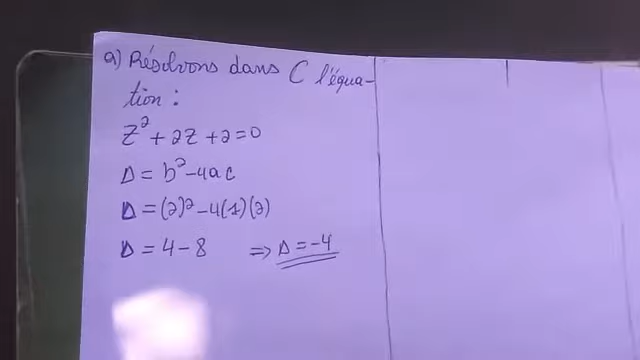 a) Résolvons dans C l'équa-
tion :
Z² + 2Z + 2 = 0
Δ = b² - 4ac
Δ = (2)² - 4(1)(2)
Δ = 4 - 8 ⇒ Δ = -4